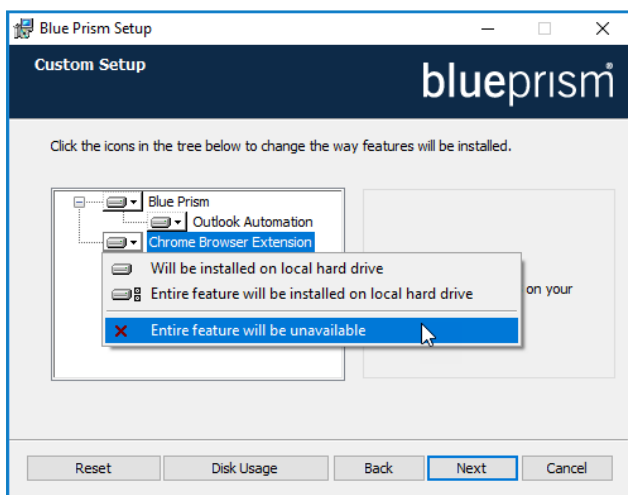 Blue Prism Setup
Custom Setup
blueprism®
Click the icons in the tree below to change the way features will be installed.
Blue Prism
Outlook Automation
Chrome Browser Extension
Will be installed on local hard drive
Entire feature will be installed on local hard drive
on your
Entire feature will be unavailable
Reset
Disk Usage
Back
Next
Cancel